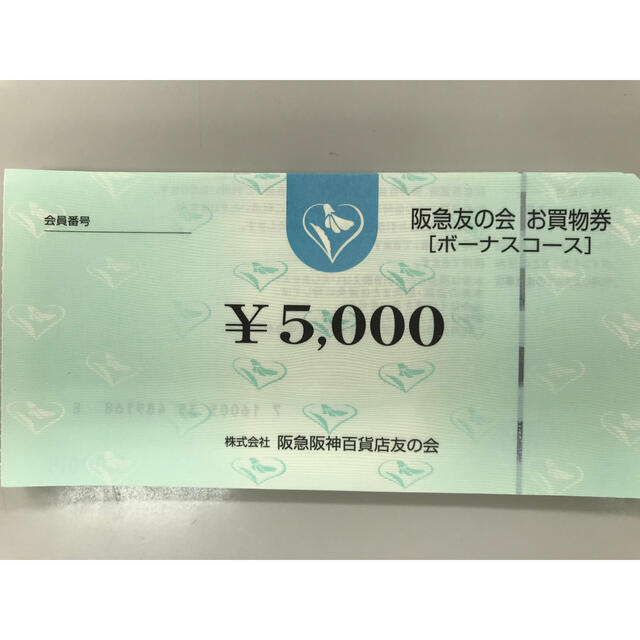 会員番号
阪急友の会 お買物券
[ボーナスコース]
￥5,000
株式会社 阪急阪神百貨店友の会